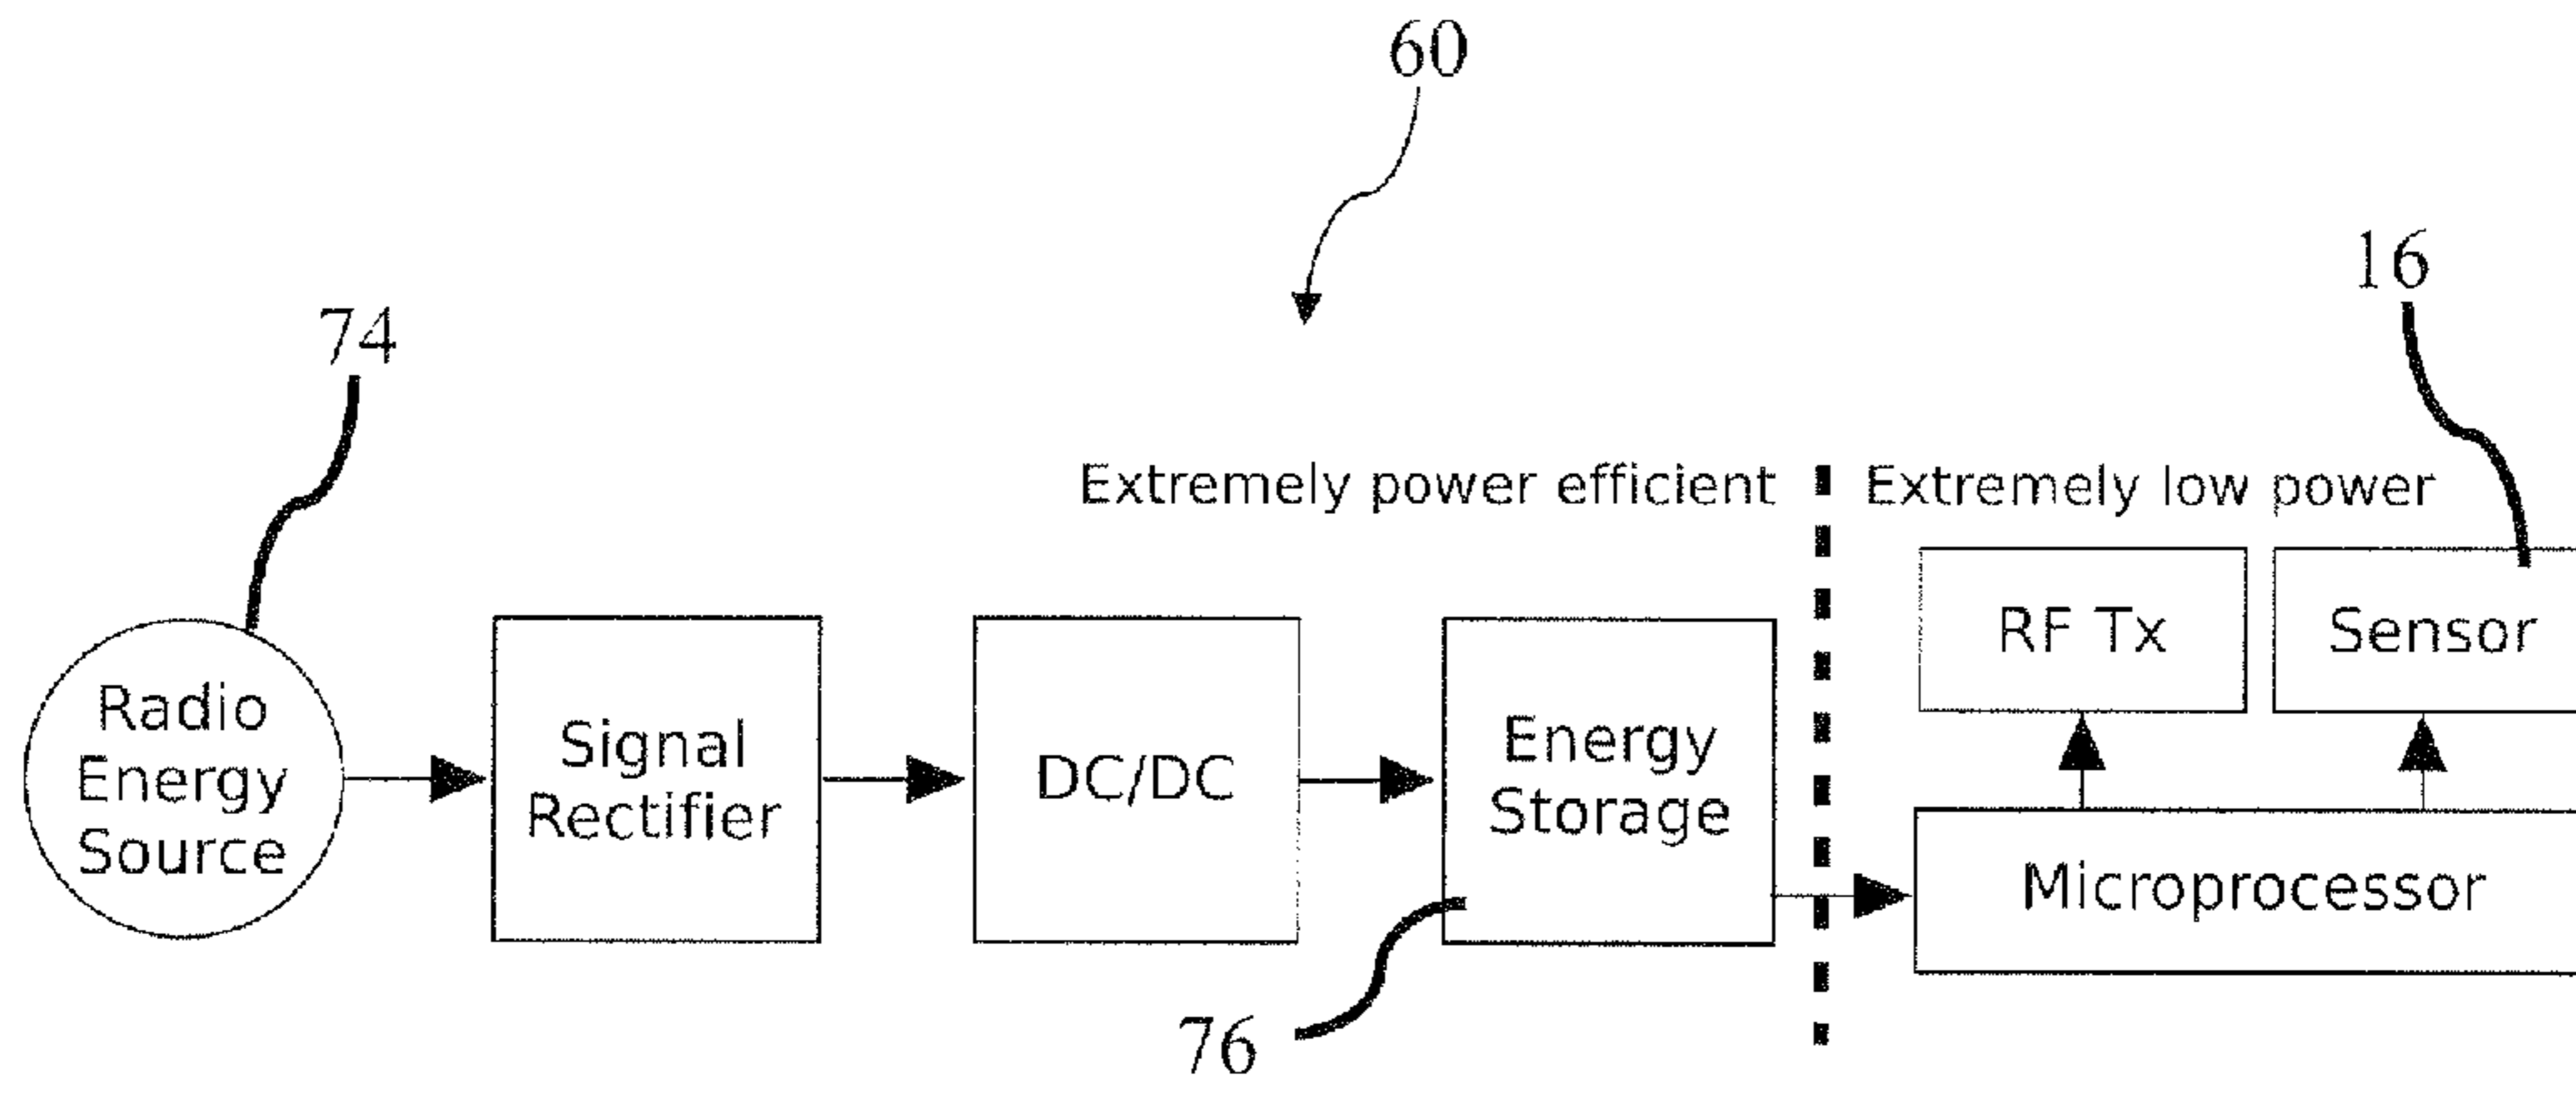 60
16
74
Extremely power efficient
Extremely low power
RF Tx
Sensor
Radio
Energy
Source
Signal
Rectifier
DC/DC
Energy
Storage
Microprocessor
76